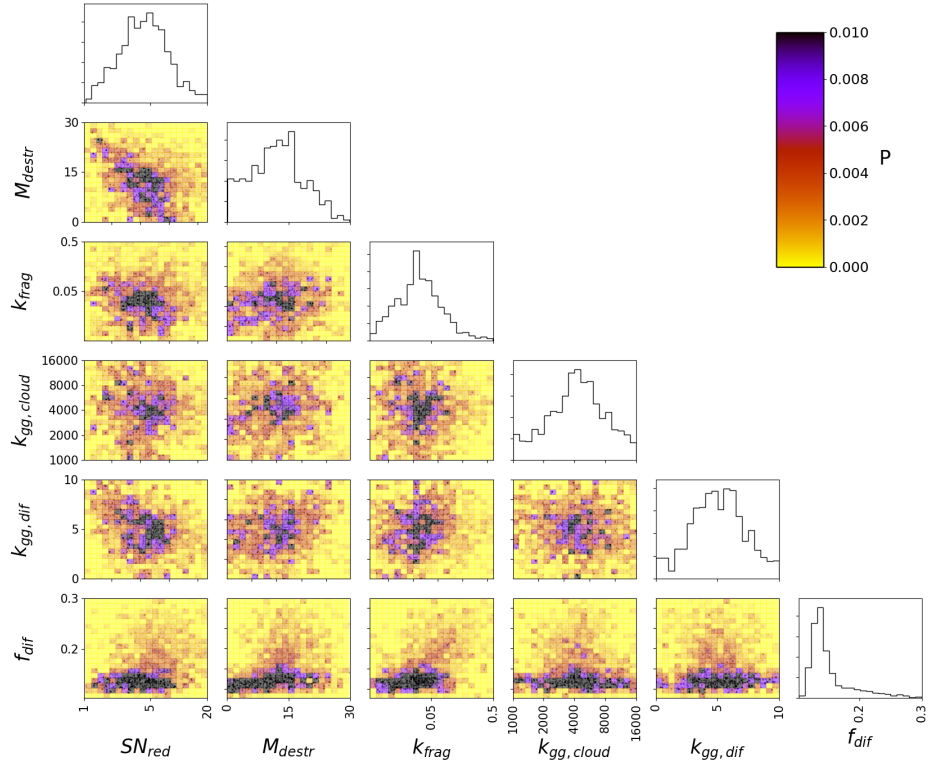 0.010
0.008
0.006
0.004
0.002
0.000
P
30
15
0
M_destr
0.5
0.05
k_frag
16000
8000
4000
2000
1000
k_gg,cloud
10
5
0
k_gg,dif
0.3
0.2
f_dif
1 5 20 0 15 30 0.05 0.5 1000 2000 4000 8000 16000 0 5 10 0.2 0.3
SN_red M_destr k_frag k_gg,cloud k_gg,dif f_dif